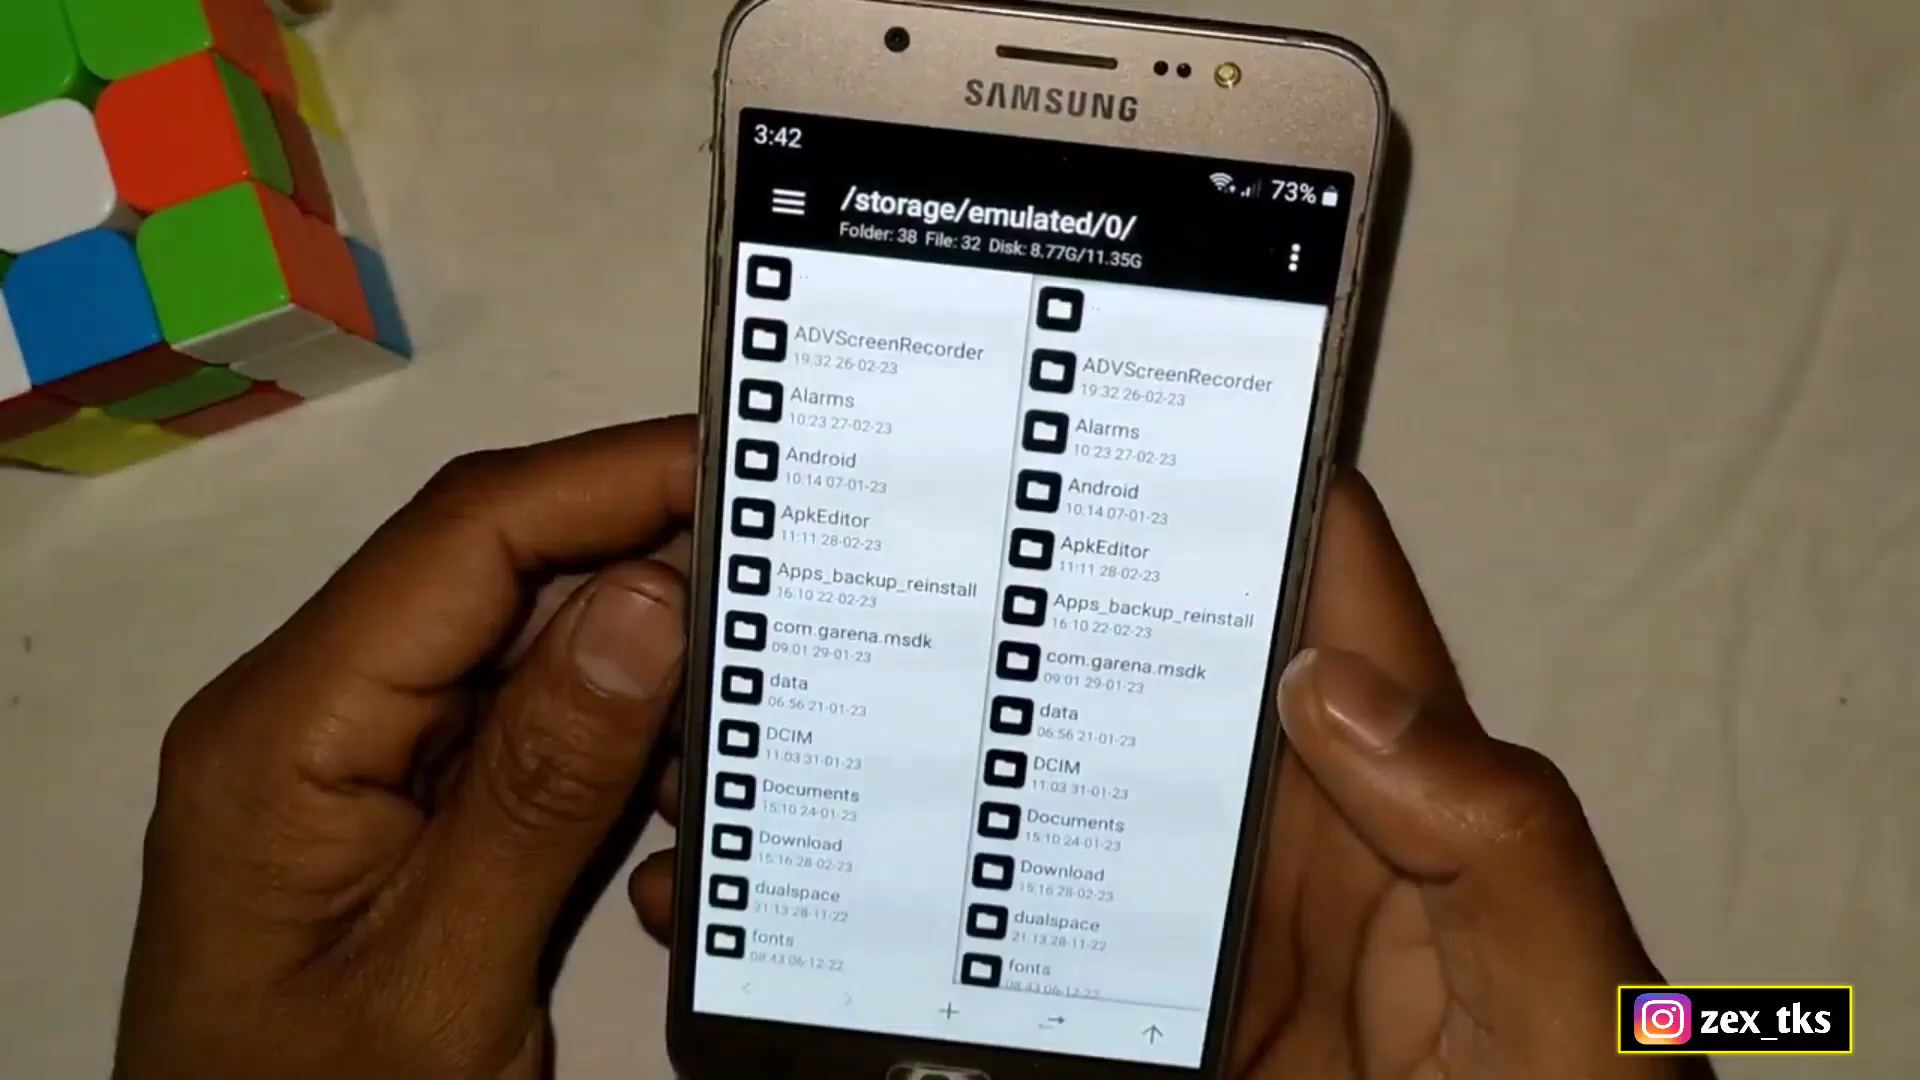 SAMSUNG
3:42
73%
/storage/emulated/0/
Folder: 38 File: 32 Disk: 8.77G/11.35G
..
ADVScreenRecorder
19:32 26-02-23
Alarms
10:23 27-02-23
Android
10:14 07-01-23
ApkEditor
11:11 28-02-23
Apps_backup_reinstall
16:10 22-02-23
com.garena.msdk
09:01 29-01-23
data
06:56 21-01-23
DCIM
11:03 31-01-23
Documents
15:10 24-01-23
Download
15:16 28-02-23
dualspace
21:13 28-11-22
fonts
08:43 06-12-22
..
ADVScreenRecorder
19:32 26-02-23
Alarms
10:23 27-02-23
Android
10:14 07-01-23
ApkEditor
11:11 28-02-23
Apps_backup_reinstall
16:10 22-02-23
com.garena.msdk
09:01 29-01-23
data
06:56 21-01-23
DCIM
11:03 31-01-23
Documents
15:10 24-01-23
Download
15:16 28-02-23
dualspace
21:13 28-11-22
fonts
08:43 06-12-22
zex_tks